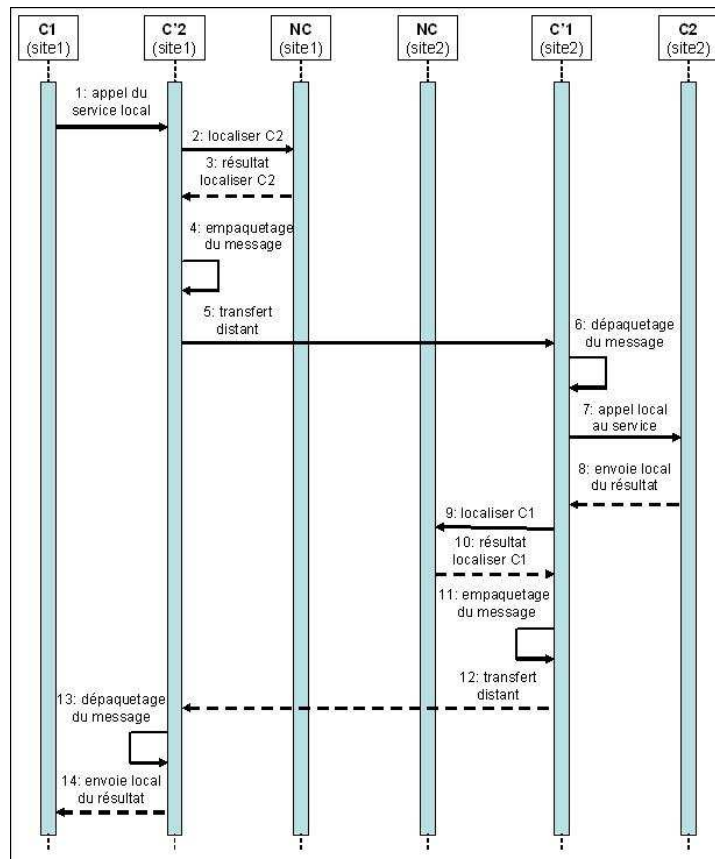 C1
(site1)
C'2
(site1)
NC
(site1)
NC
(site2)
C'1
(site2)
C2
(site2)
1: appel du
service local
2: localiser C2
3: résultat
localiser C2
4: empaquetage
du message
5: transfert
distant
6: dépaquetage
du message
7: appel local
au service
8: envoie local
du résultat
9: localiser C1
10: résultat
localiser C1
11: empaquetage
du message
12: transfert
distant
13: dépaquetage
du message
14: envoie local
du résultat